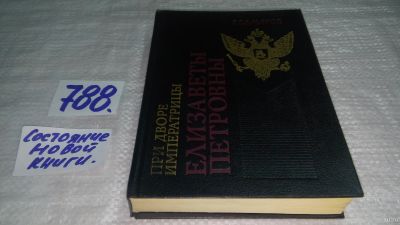 788.
Состояние
новой
книги.
ПРИ ДВОРЕ
ИМПЕРАТРИЦЫ
ЕЛИЗАВЕТЫ
ПЕТРОВНЫ